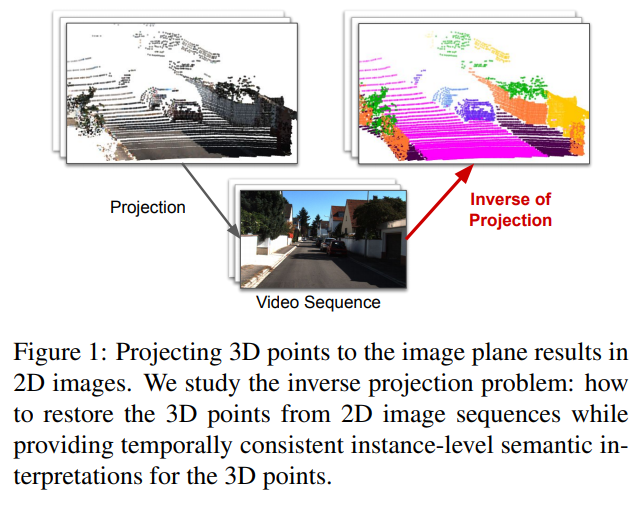 Projection
Inverse of
Projection
Video Sequence
Figure 1: Projecting 3D points to the image plane results in
2D images. We study the inverse projection problem: how
to restore the 3D points from 2D image sequences while
providing temporally consistent instance-level semantic in-
terpretations for the 3D points.